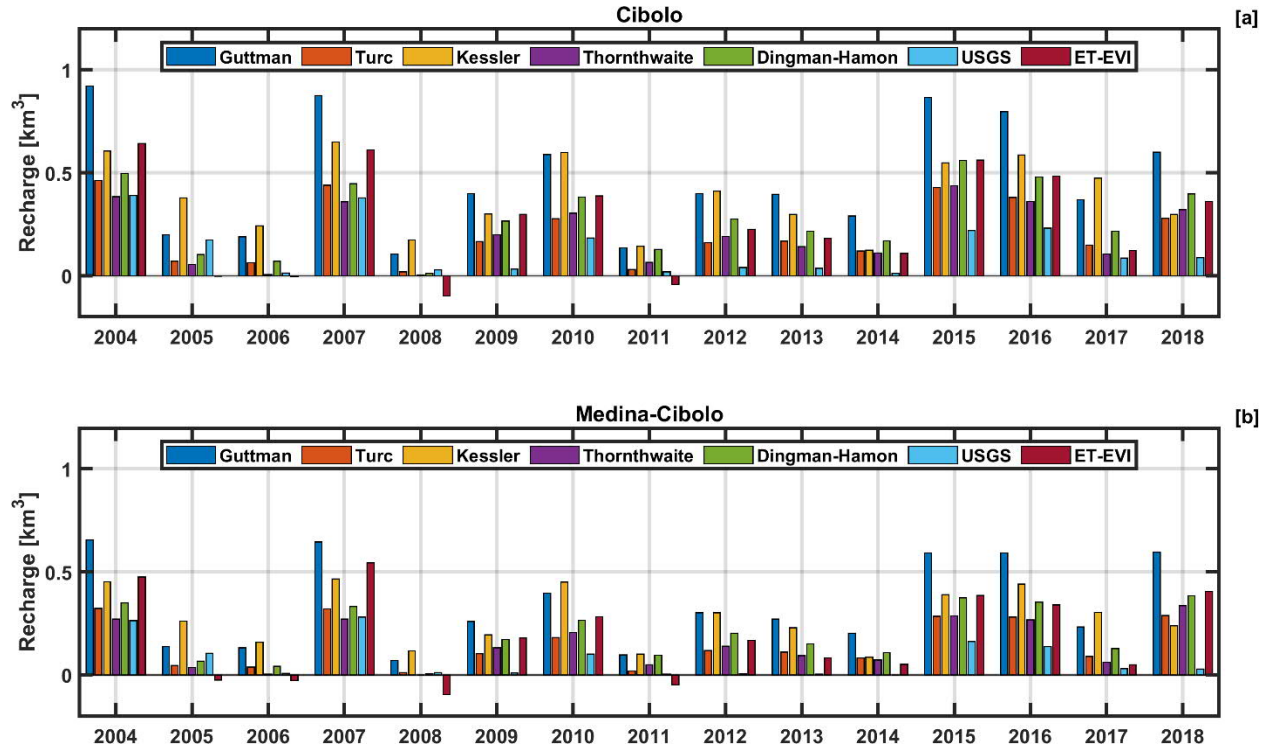 Cibolo
[a]
Guttman Turc Kessler Thornthwaite Dingman-Hamon USGS ET-EVI
Recharge [km³]
1
0.5
0
2004 2005 2006 2007 2008 2009 2010 2011 2012 2013 2014 2015 2016 2017 2018
Medina-Cibolo
[b]
Guttman Turc Kessler Thornthwaite Dingman-Hamon USGS ET-EVI
Recharge [km³]
1
0.5
0
2004 2005 2006 2007 2008 2009 2010 2011 2012 2013 2014 2015 2016 2017 2018